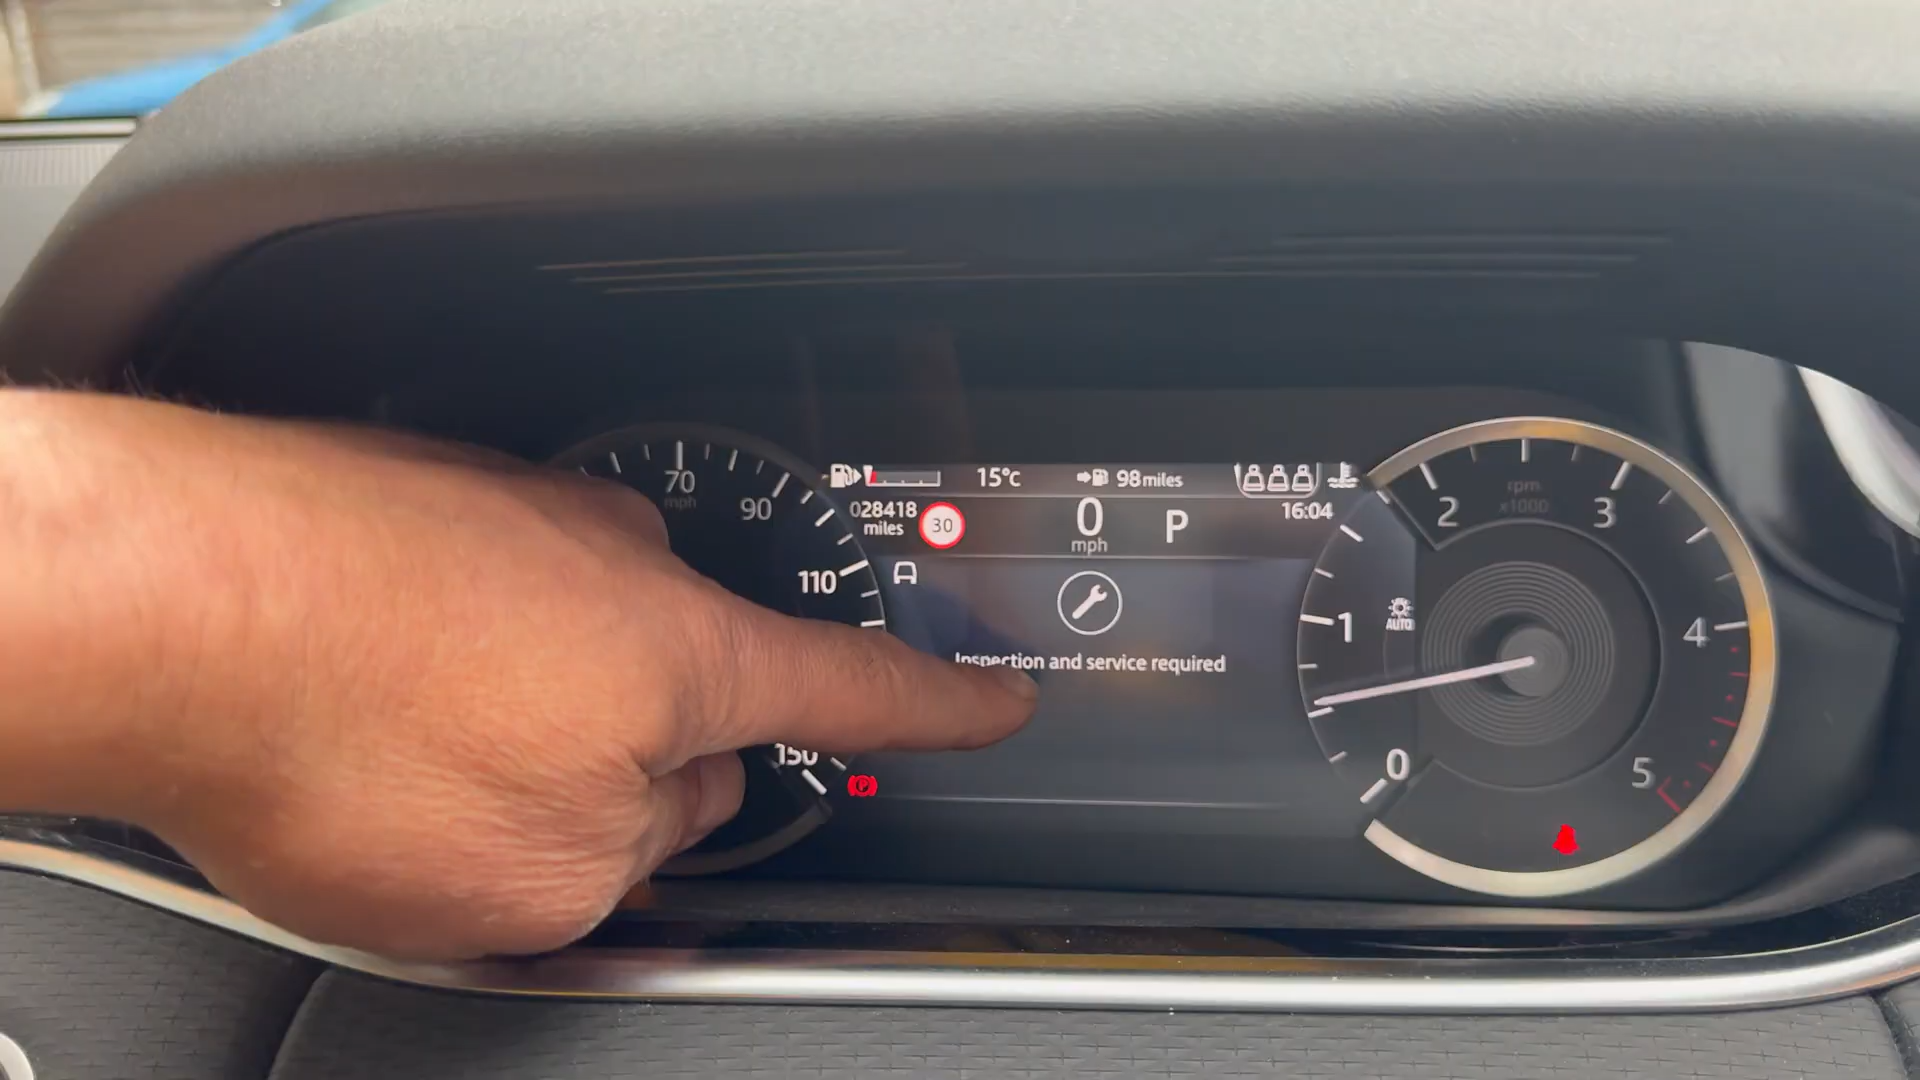 15°C
98 miles
028418
miles
30
0
mph
P
16:04
70
mph
90
110
150
Inspection and service required
rpm
x1000
0
1
2
3
4
5
AUTO
P